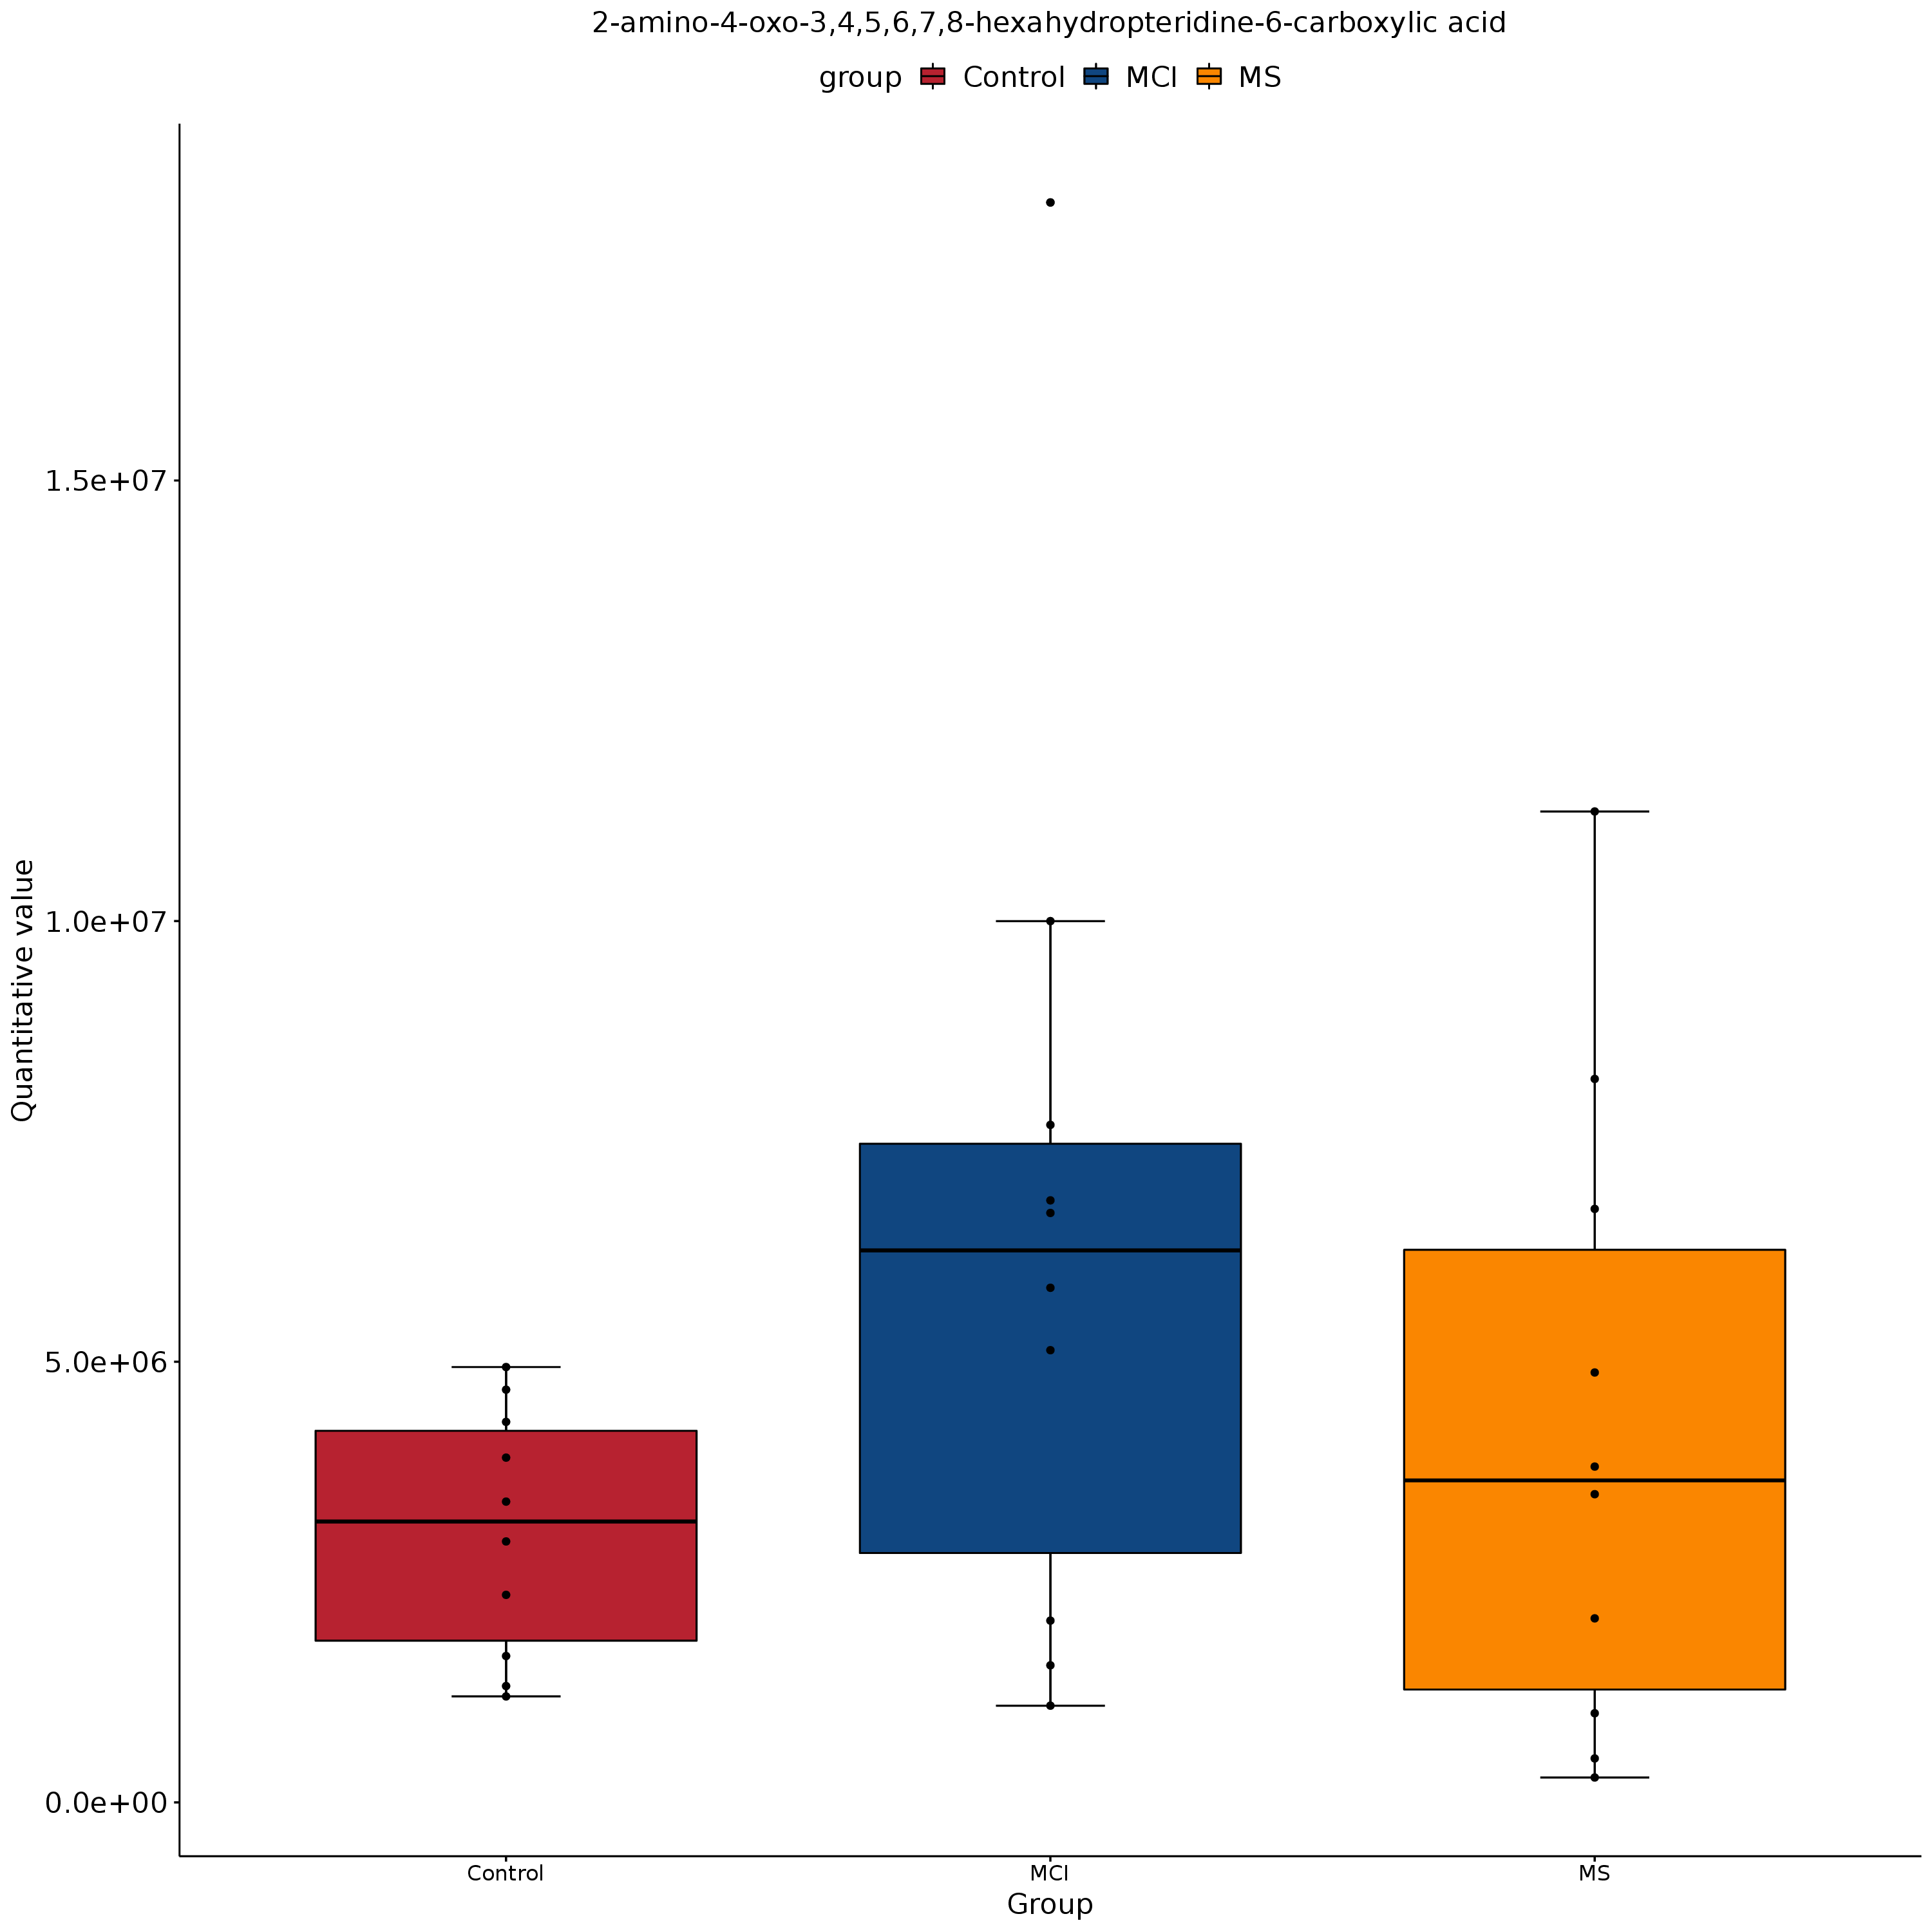 2-amino-4-oxo-3,4,5,6,7,8-hexahydropteridine-6-carboxylic acid
group Control MCI MS
Quantitative value
1.5e+07
1.0e+07
5.0e+06
0.0e+00
Control MCI MS
Group